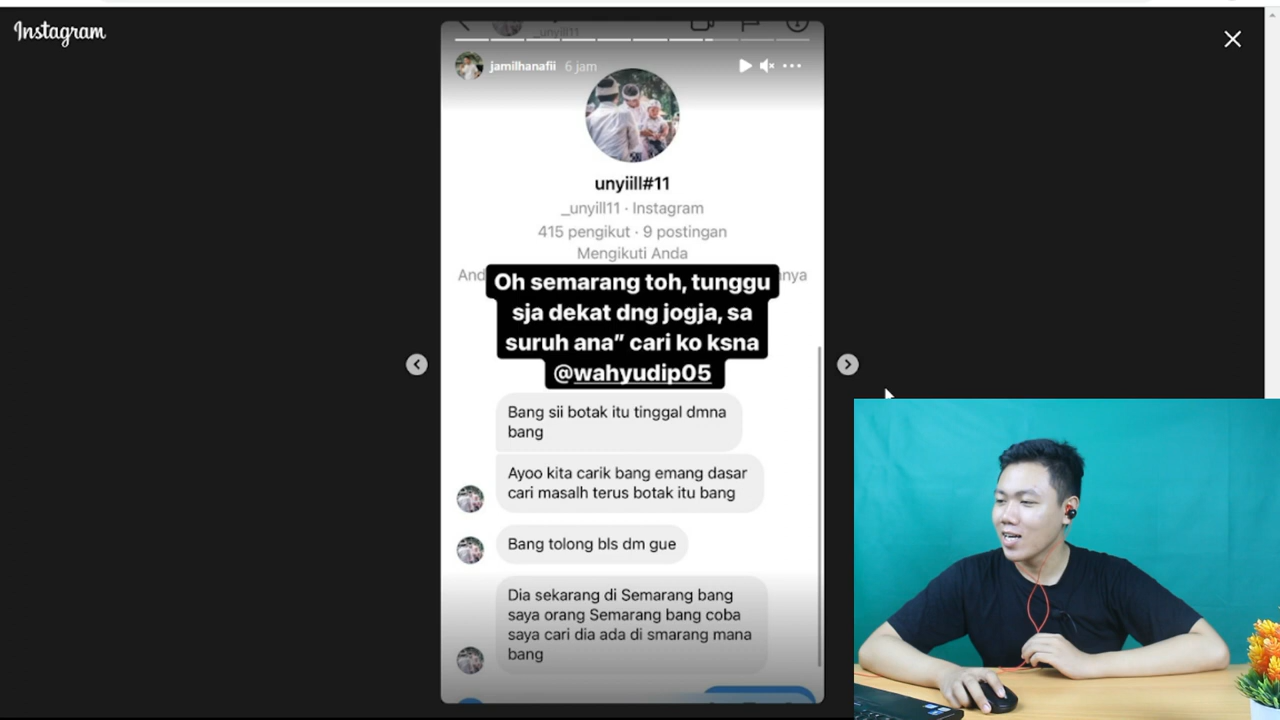 Instagram
_unyill11
jamilhanafii 6 jam
unyiill#11
_unyill11 · Instagram
415 pengikut · 9 postingan
Mengikuti Anda
Oh semarang toh, tunggu
sja dekat dng jogja, sa
suruh ana” cari ko ksna
@wahyudip05
Bang sii botak itu tinggal dmna
bang
Ayoo kita carik bang emang dasar
cari masalh terus botak itu bang
Bang tolong bls dm gue
Dia sekarang di Semarang bang
saya orang Semarang bang coba
saya cari dia ada di smarang mana
bang